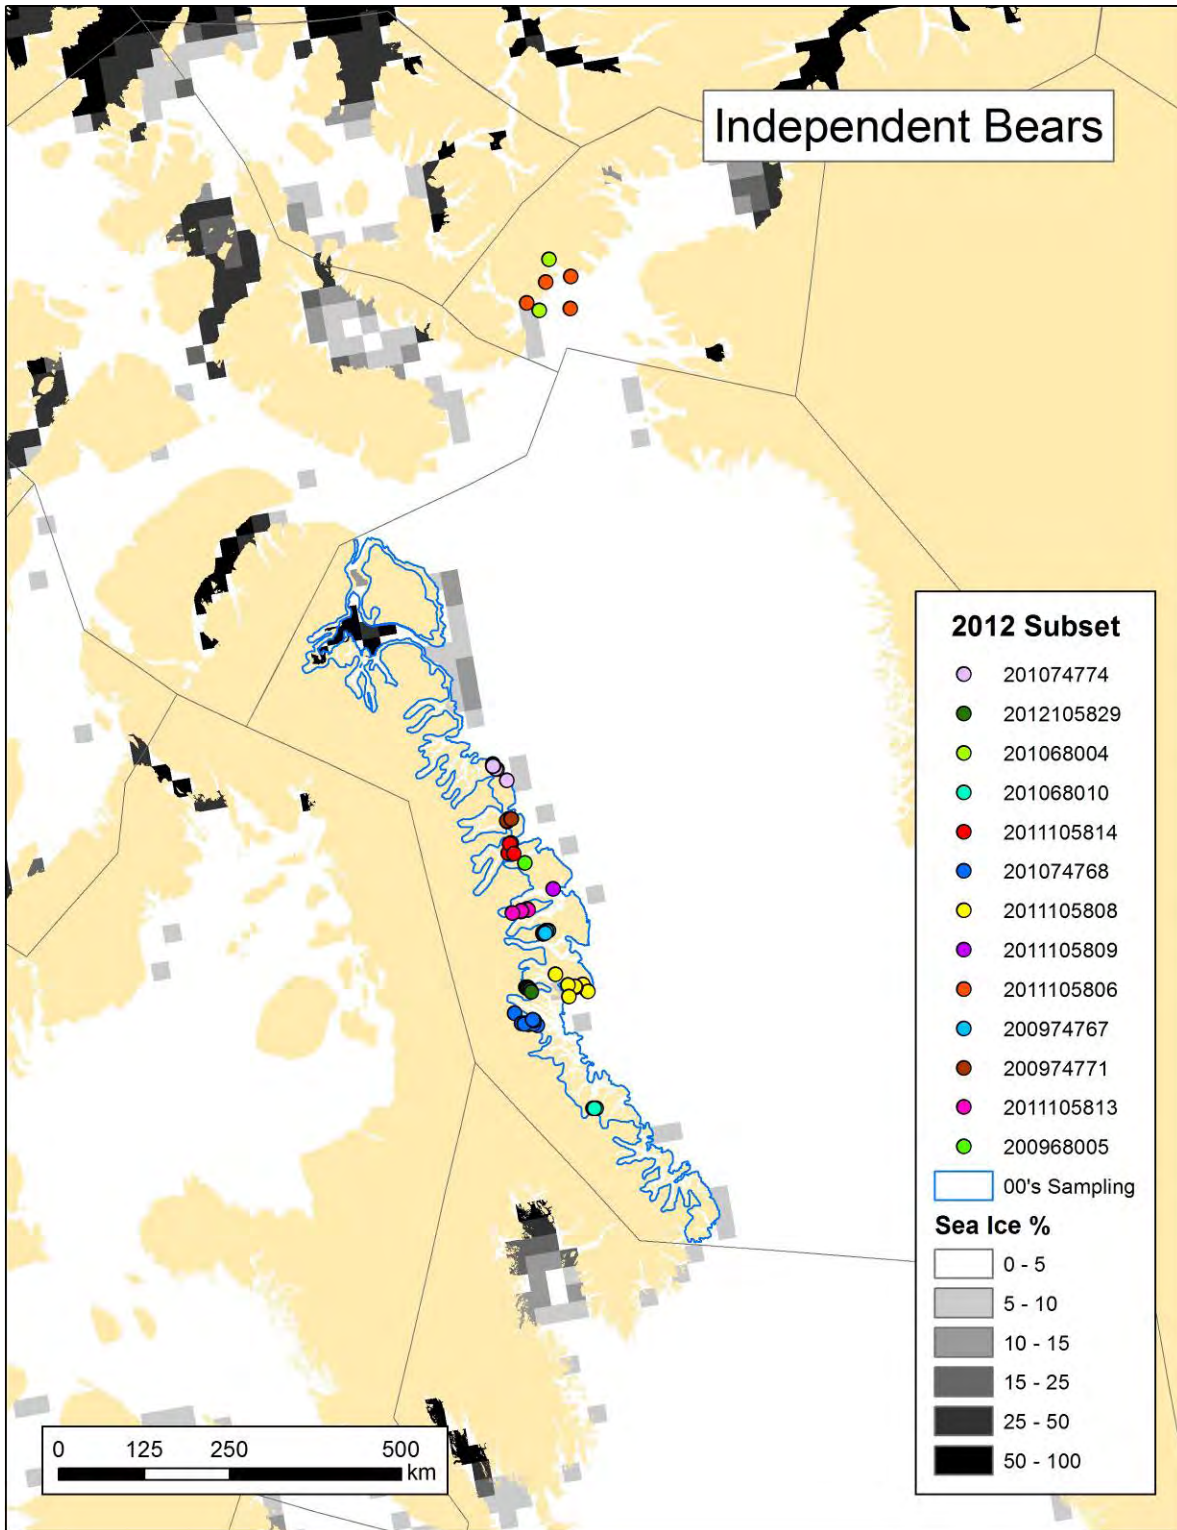 Independent Bears
2012 Subset
201074774
2012105829
201068004
201068010
2011105814
201074768
2011105808
2011105809
2011105806
200974767
200974771
2011105813
200968005
00's Sampling
Sea Ice %
0 - 5
5 - 10
10 - 15
15 - 25
25 - 50
50 - 100
0 125 250 500
km